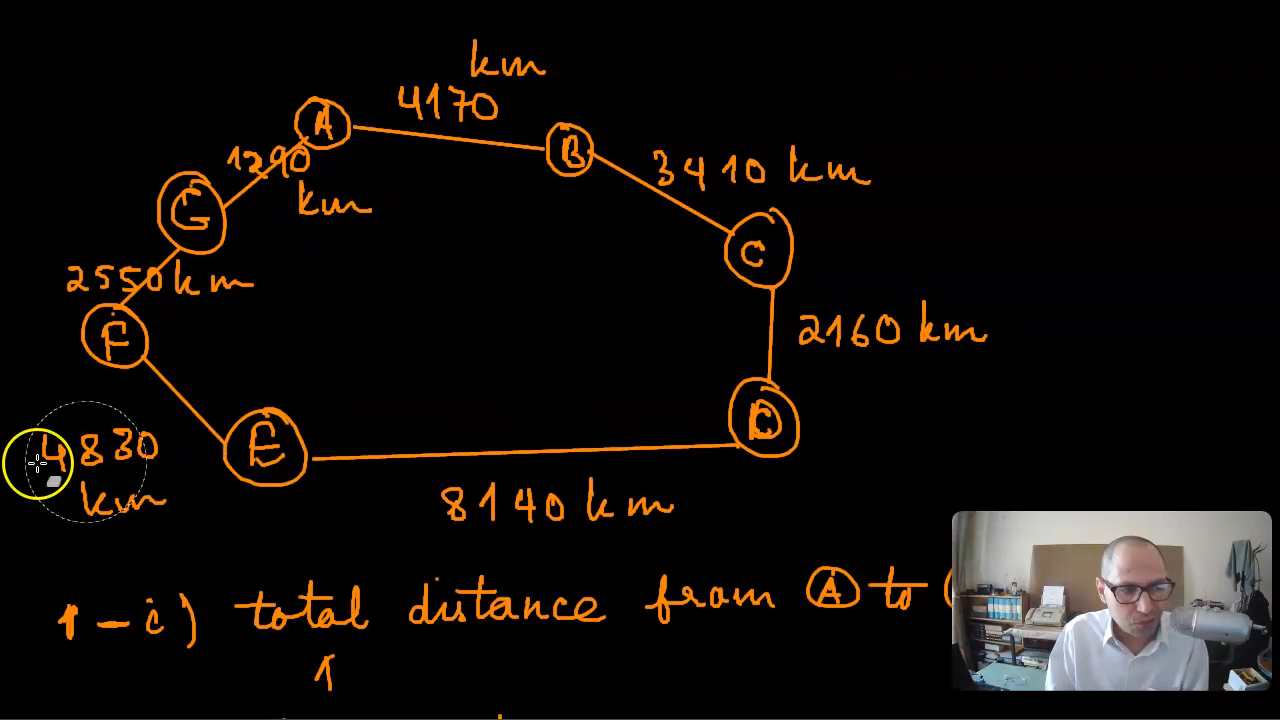 km
4170
A
B
1290
km
3410 km
G
C
2550 km
F
2160 km
E
D
4830
km
8140 km
1-i) total distance from A to
1